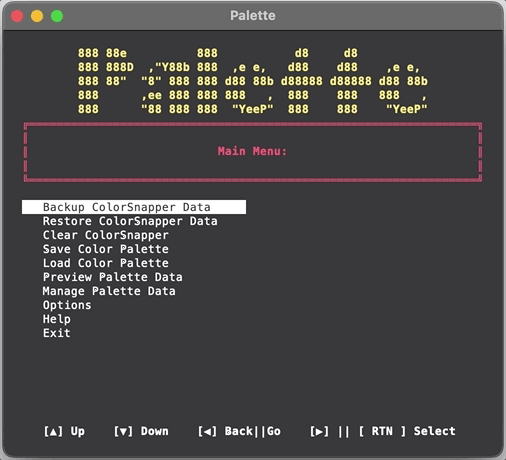 Palette
888 88e          888           d8     d8
888 888D  ,"Y88b 888  ,e e,   d88    d88    ,e e,
888 88"  "8" 888 888 d88 88b d88888 d88888 d88 88b
888      ,ee 888 888 888   ,  888    888   888   ,
888      "88 888 888  "YeeP"  888    888    "YeeP"
Main Menu:
Backup ColorSnapper Data
Restore ColorSnapper Data
Clear ColorSnapper
Save Color Palette
Load Color Palette
Preview Palette Data
Manage Palette Data
Options
Help
Exit
[▲] Up [▼] Down [◀] Back||Go [▶] || [ RTN ] Select